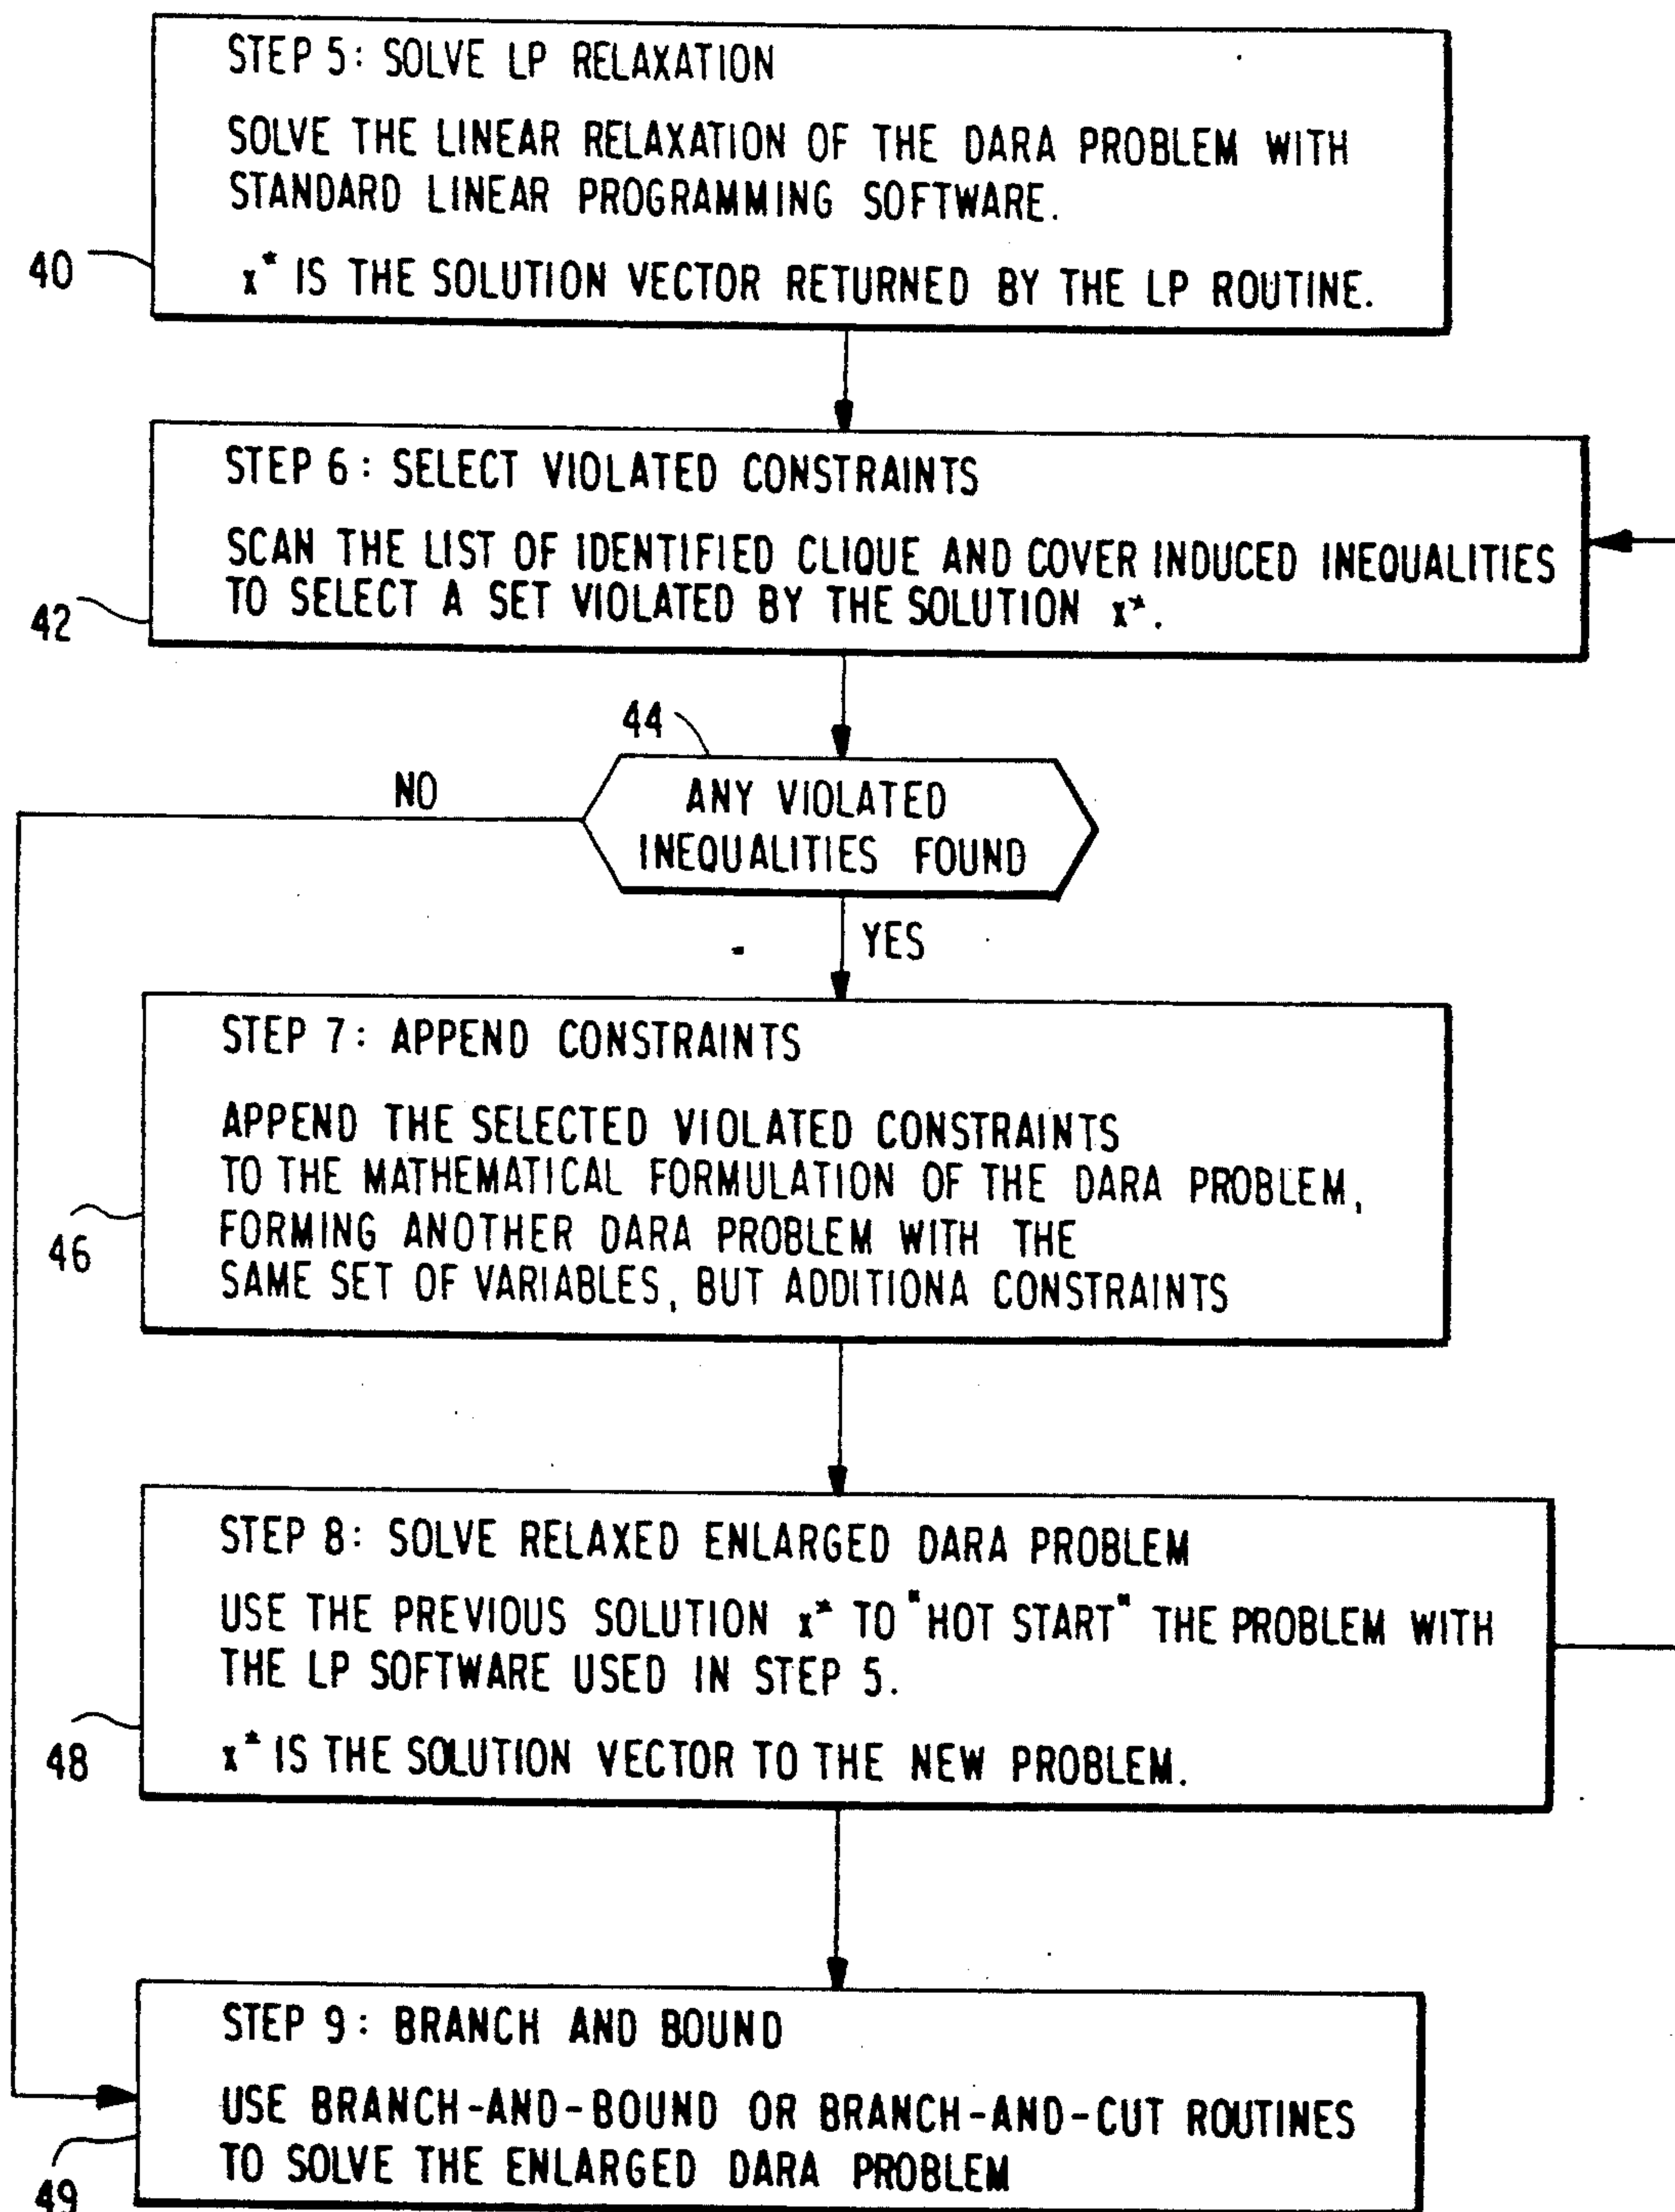 STEP 5: SOLVE LP RELAXATION
SOLVE THE LINEAR RELAXATION OF THE DARA PROBLEM WITH
STANDARD LINEAR PROGRAMMING SOFTWARE.
x* IS THE SOLUTION VECTOR RETURNED BY THE LP ROUTINE.
40
STEP 6: SELECT VIOLATED CONSTRAINTS
SCAN THE LIST OF IDENTIFIED CLIQUE AND COVER INDUCED INEQUALITIES
TO SELECT A SET VIOLATED BY THE SOLUTION x*.
42
44
NO
ANY VIOLATED
INEQUALITIES FOUND
YES
STEP 7: APPEND CONSTRAINTS
APPEND THE SELECTED VIOLATED CONSTRAINTS
TO THE MATHEMATICAL FORMULATION OF THE DARA PROBLEM,
FORMING ANOTHER DARA PROBLEM WITH THE
SAME SET OF VARIABLES, BUT ADDITIONA CONSTRAINTS
46
STEP 8: SOLVE RELAXED ENLARGED DARA PROBLEM
USE THE PREVIOUS SOLUTION x* TO "HOT START" THE PROBLEM WITH
THE LP SOFTWARE USED IN STEP 5.
x* IS THE SOLUTION VECTOR TO THE NEW PROBLEM.
48
STEP 9: BRANCH AND BOUND
USE BRANCH-AND-BOUND OR BRANCH-AND-CUT ROUTINES
TO SOLVE THE ENLARGED DARA PROBLEM
49